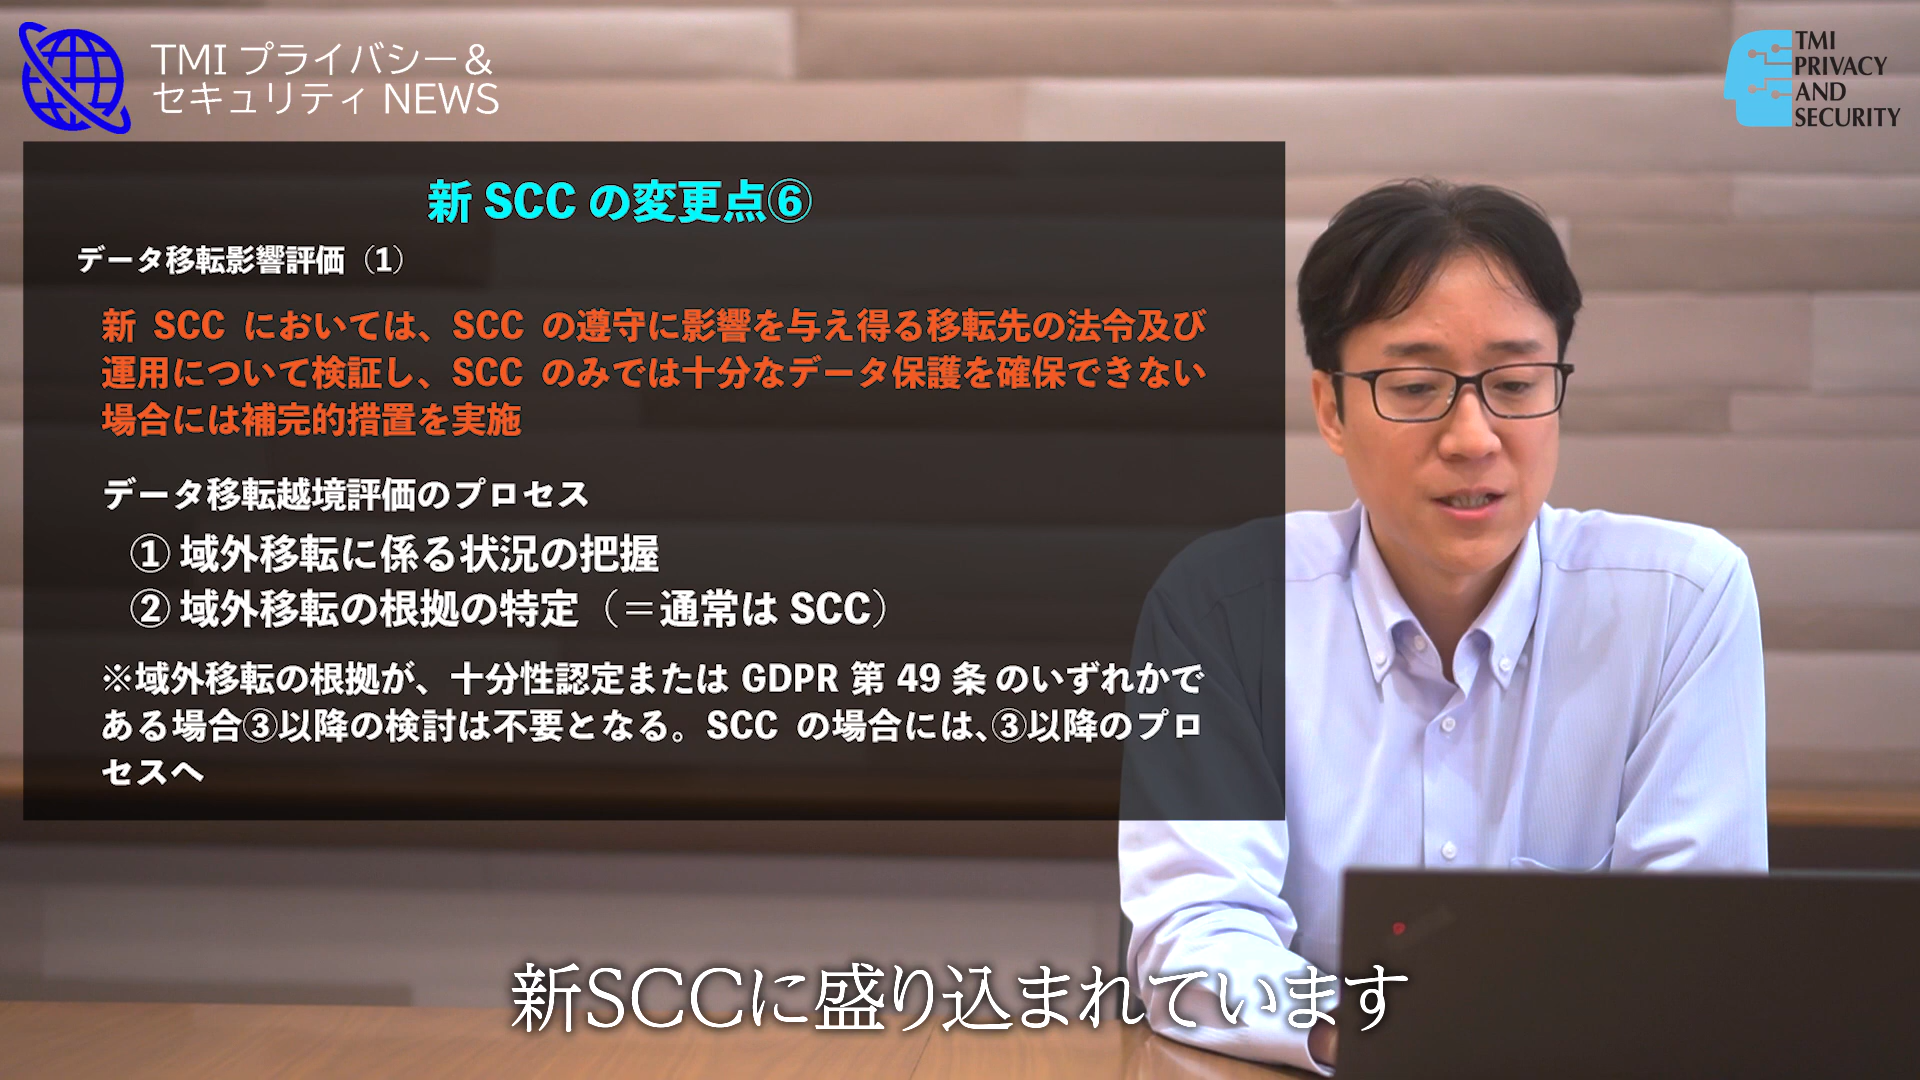 TMI プライバシー＆
セキュリティ NEWS
TMI
PRIVACY
AND
SECURITY
新 SCC の変更点⑥
データ移転影響評価（1）
新 SCC においては、SCC の遵守に影響を与え得る移転先の法令及び
運用について検証し、SCC のみでは十分なデータ保護を確保できない
場合には補完的措置を実施
データ移転越境評価のプロセス
① 域外移転に係る状況の把握
② 域外移転の根拠の特定（＝通常は SCC）
※域外移転の根拠が、十分性認定または GDPR 第 49 条 のいずれかで
ある場合③以降の検討は不要となる。SCC の場合には、③以降のプロ
セスへ
新SCCに盛り込まれています